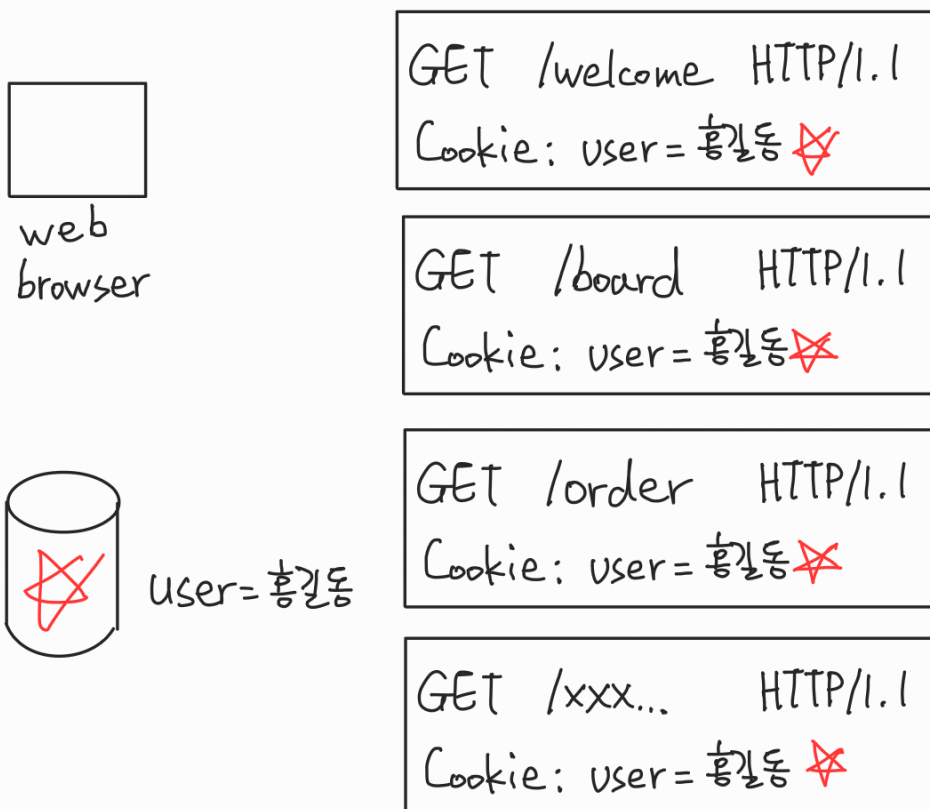 web
browser
user=홍길동
GET /welcome HTTP/1.1
Cookie: user=홍길동
GET /board HTTP/1.1
Cookie: user=홍길동
GET /order HTTP/1.1
Cookie: user=홍길동
GET /xxx... HTTP/1.1
Cookie: user=홍길동